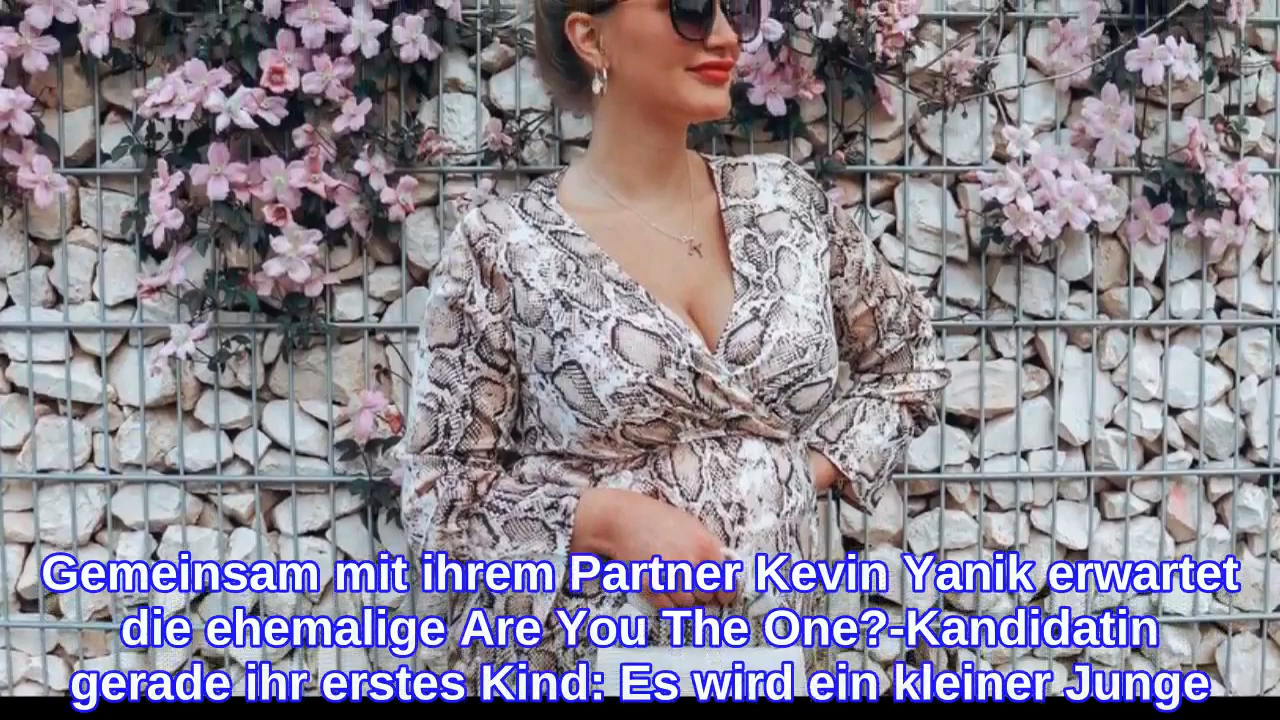 Gemeinsam mit ihrem Partner Kevin Yanik erwartet
die ehemalige Are You The One?-Kandidatin
gerade ihr erstes Kind: Es wird ein kleiner Junge